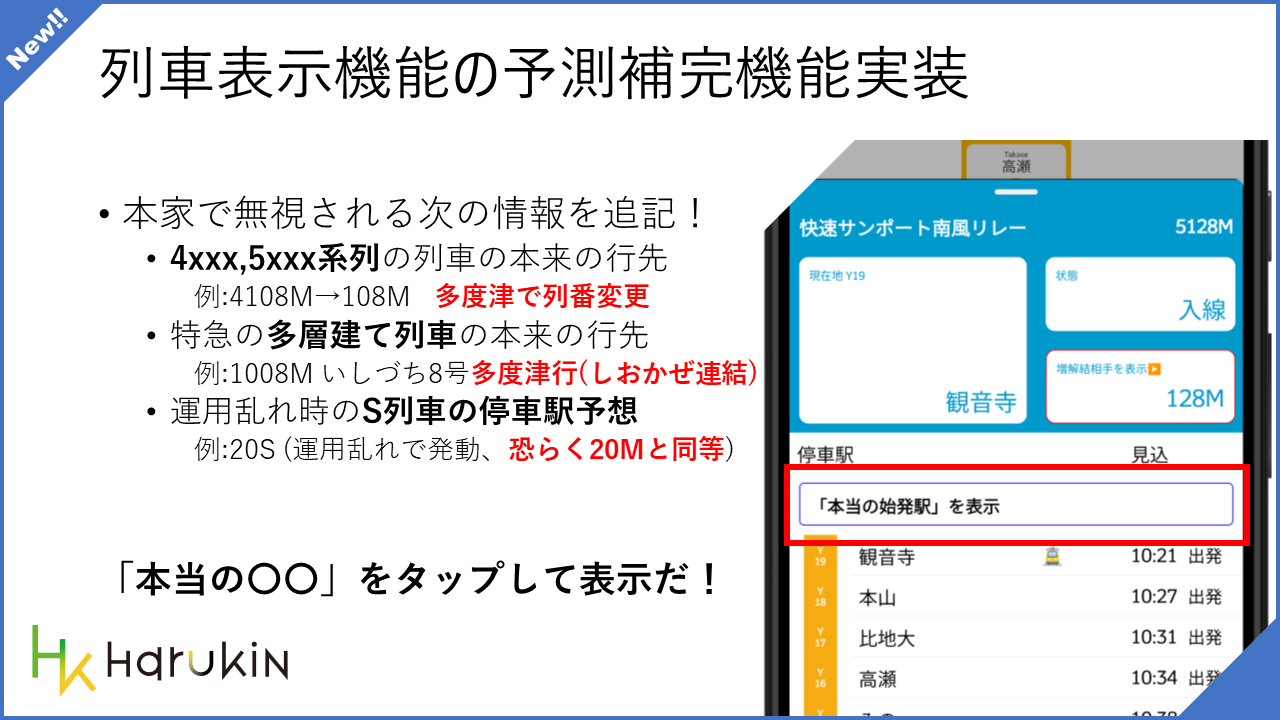 New!!
列車表示機能の予測補完機能実装
• 本家で無視される次の情報を追記！
• 4xxx,5xxx系列の列車の本来の行先
例:4108M→108M 多度津で列番変更
• 特急の多層建て列車の本来の行先
例:1008M いしづち8号多度津行(しおかぜ連結)
• 運用乱れ時のS列車の停車駅予想
例:20S (運用乱れで発動、恐らく20Mと同等)
「本当の〇〇」をタップして表示だ！
HK HarukiN
Takase
高瀬
快速サンポート南風リレー 5128M
現在地 Y19
観音寺
状態
入線
増解結相手を表示▶
128M
停車駅 見込
「本当の始発駅」を表示
Y19 観音寺 10:21 出発
Y18 本山 10:27 出発
Y17 比地大 10:31 出発
Y16 高瀬 10:34 出発